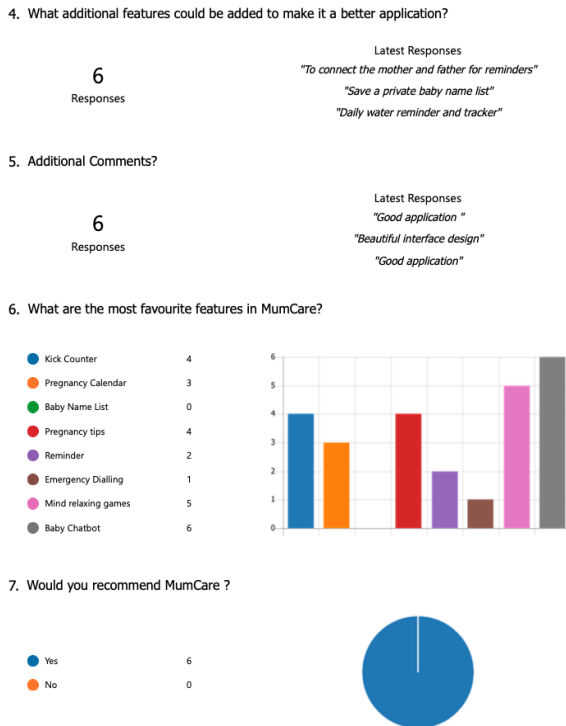 4. What additional features could be added to make it a better application?
6
Responses
Latest Responses
"To connect the mother and father for reminders"
"Save a private baby name list"
"Daily water reminder and tracker"
5. Additional Comments?
6
Responses
Latest Responses
"Good application "
"Beautiful interface design"
"Good application"
6. What are the most favourite features in MumCare?
Kick Counter 4
Pregnancy Calendar 3
Baby Name List 0
Pregnancy tips 4
Reminder 2
Emergency Dialling 1
Mind relaxing games 5
Baby Chatbot 6
6
5
4
3
2
1
0
7. Would you recommend MumCare ?
Yes 6
No 0